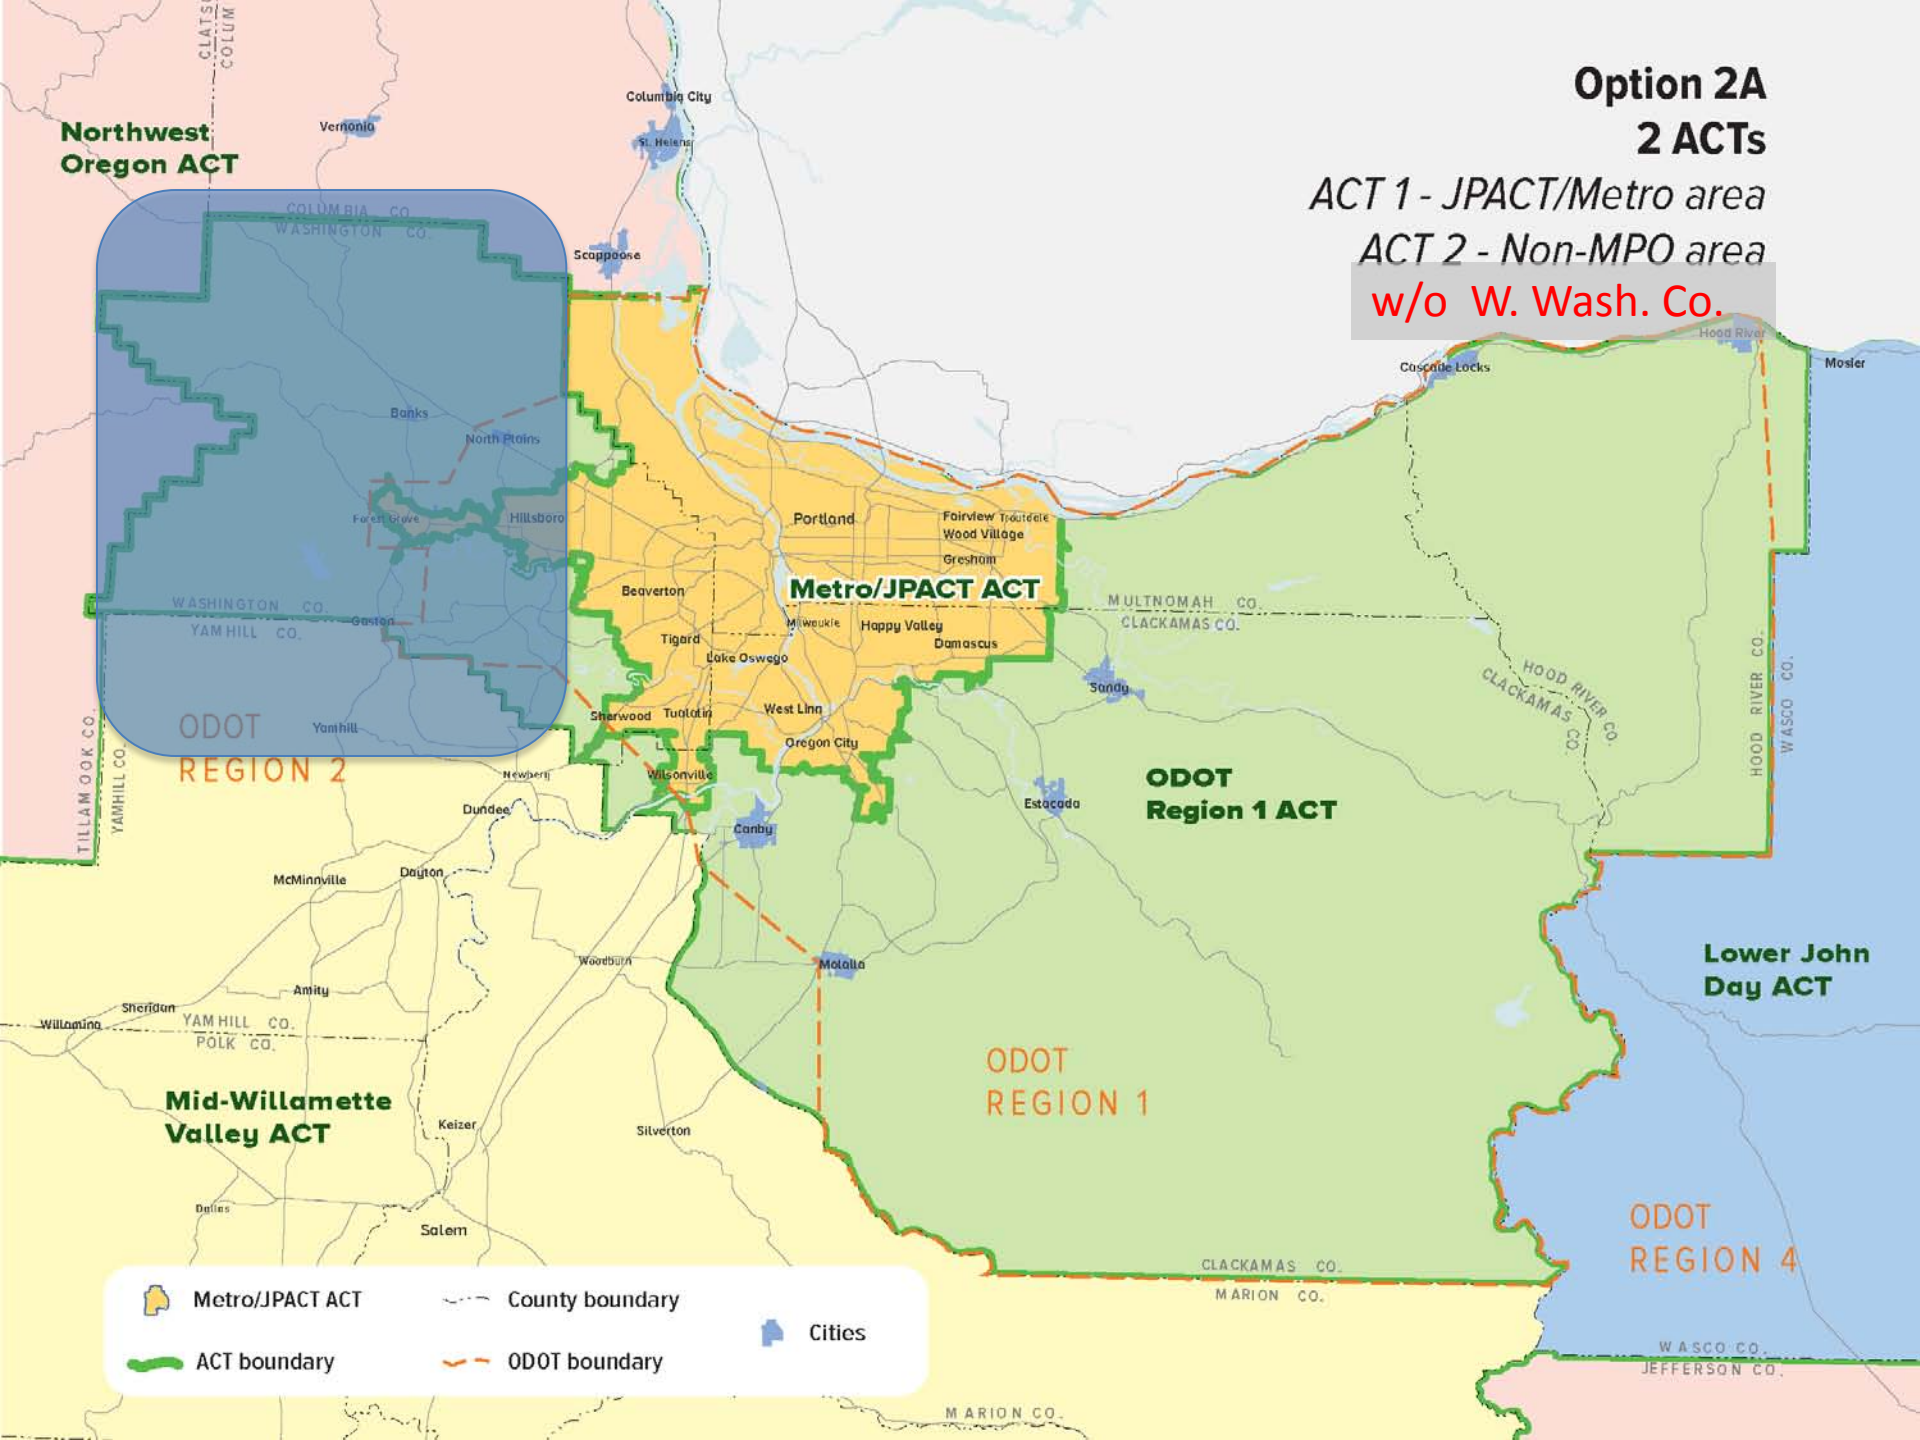 CLATS
COLUM
Columbia City
Option 2A
2 ACTs
ACT 1 - JPACT/Metro area
ACT 2 - Non-MPO area
w/o W. Wash. Co.
Northwest
Oregon ACT
Vernonia
St. Helens
COLUMBIA CO.
WASHINGTON CO.
Scappoose
Hood River
Cascade Locks
Mosier
Banks
North Plains
Forest Grove
Hillsboro
Portland
Fairview Troutdale
Wood Village
Gresham
Beaverton
Metro/JPACT ACT
WASHINGTON CO.
YAMHILL CO.
Gaston
MULTNOMAH CO.
CLACKAMAS CO.
Milwaukie
Happy Valley
Tigard
Damascus
Lake Oswego
Sandy
HOOD RIVER CO.
CLACKAMAS CO.
HOOD RIVER CO.
WASCO CO.
Sherwood
Tualatin
West Linn
Oregon City
ODOT
REGION 2
Yamhill
TILLAMOOK CO.
YAMHILL CO.
Newberg
Wilsonville
Dundee
Canby
Estacada
ODOT
Region 1 ACT
McMinnville
Dayton
Woodburn
Molalla
Lower John
Day ACT
Amity
Sheridan
Willamina
YAMHILL CO.
POLK CO.
ODOT
REGION 1
Mid-Willamette
Valley ACT
Keizer
Silverton
Dallas
Salem
ODOT
REGION 4
CLACKAMAS CO.
MARION CO.
Metro/JPACT ACT
County boundary
Cities
ACT boundary
ODOT boundary
WASCO CO.
JEFFERSON CO.
MARION CO.